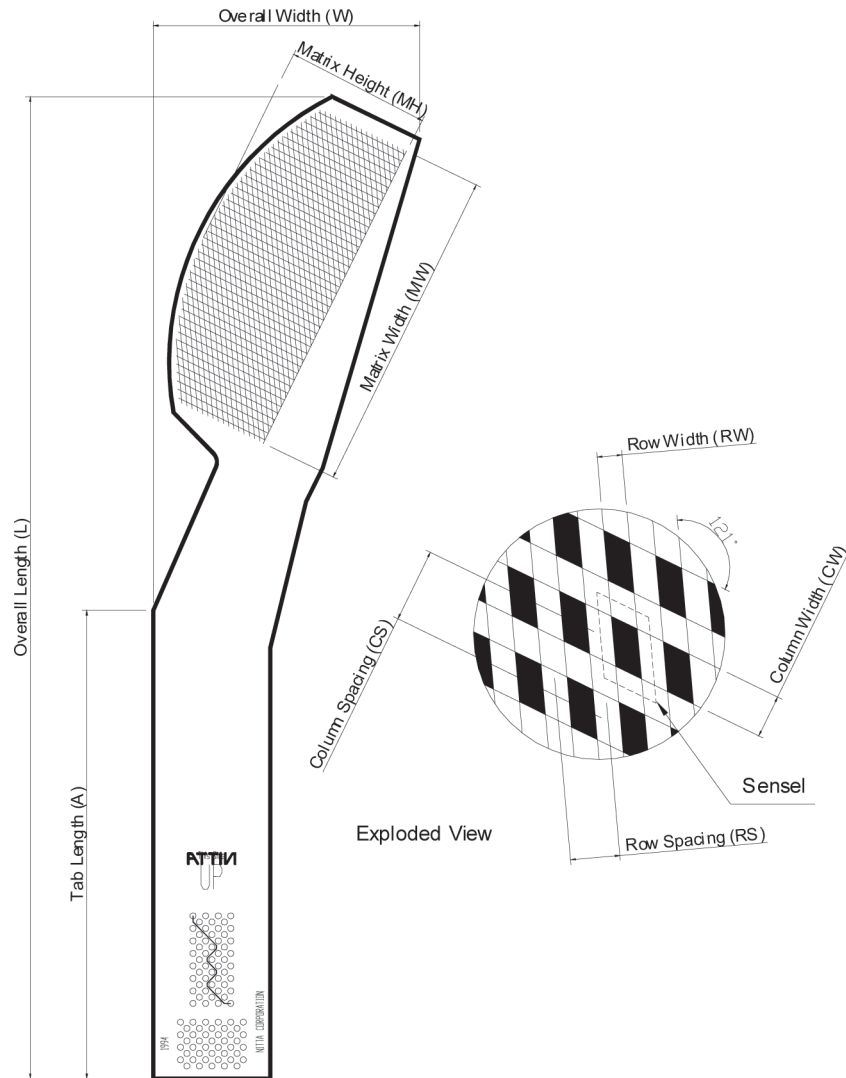 Overall Width (W)
Matrix Height (MH)
Matrix Width (MW)
Overall Length (L)
Tab Length (A)
Row Width (RW)
121°
Column Width (CW)
Column Spacing (CS)
Sensel
Exploded View
Row Spacing (RS)
NITTA
1994
NITTA CORPORATION